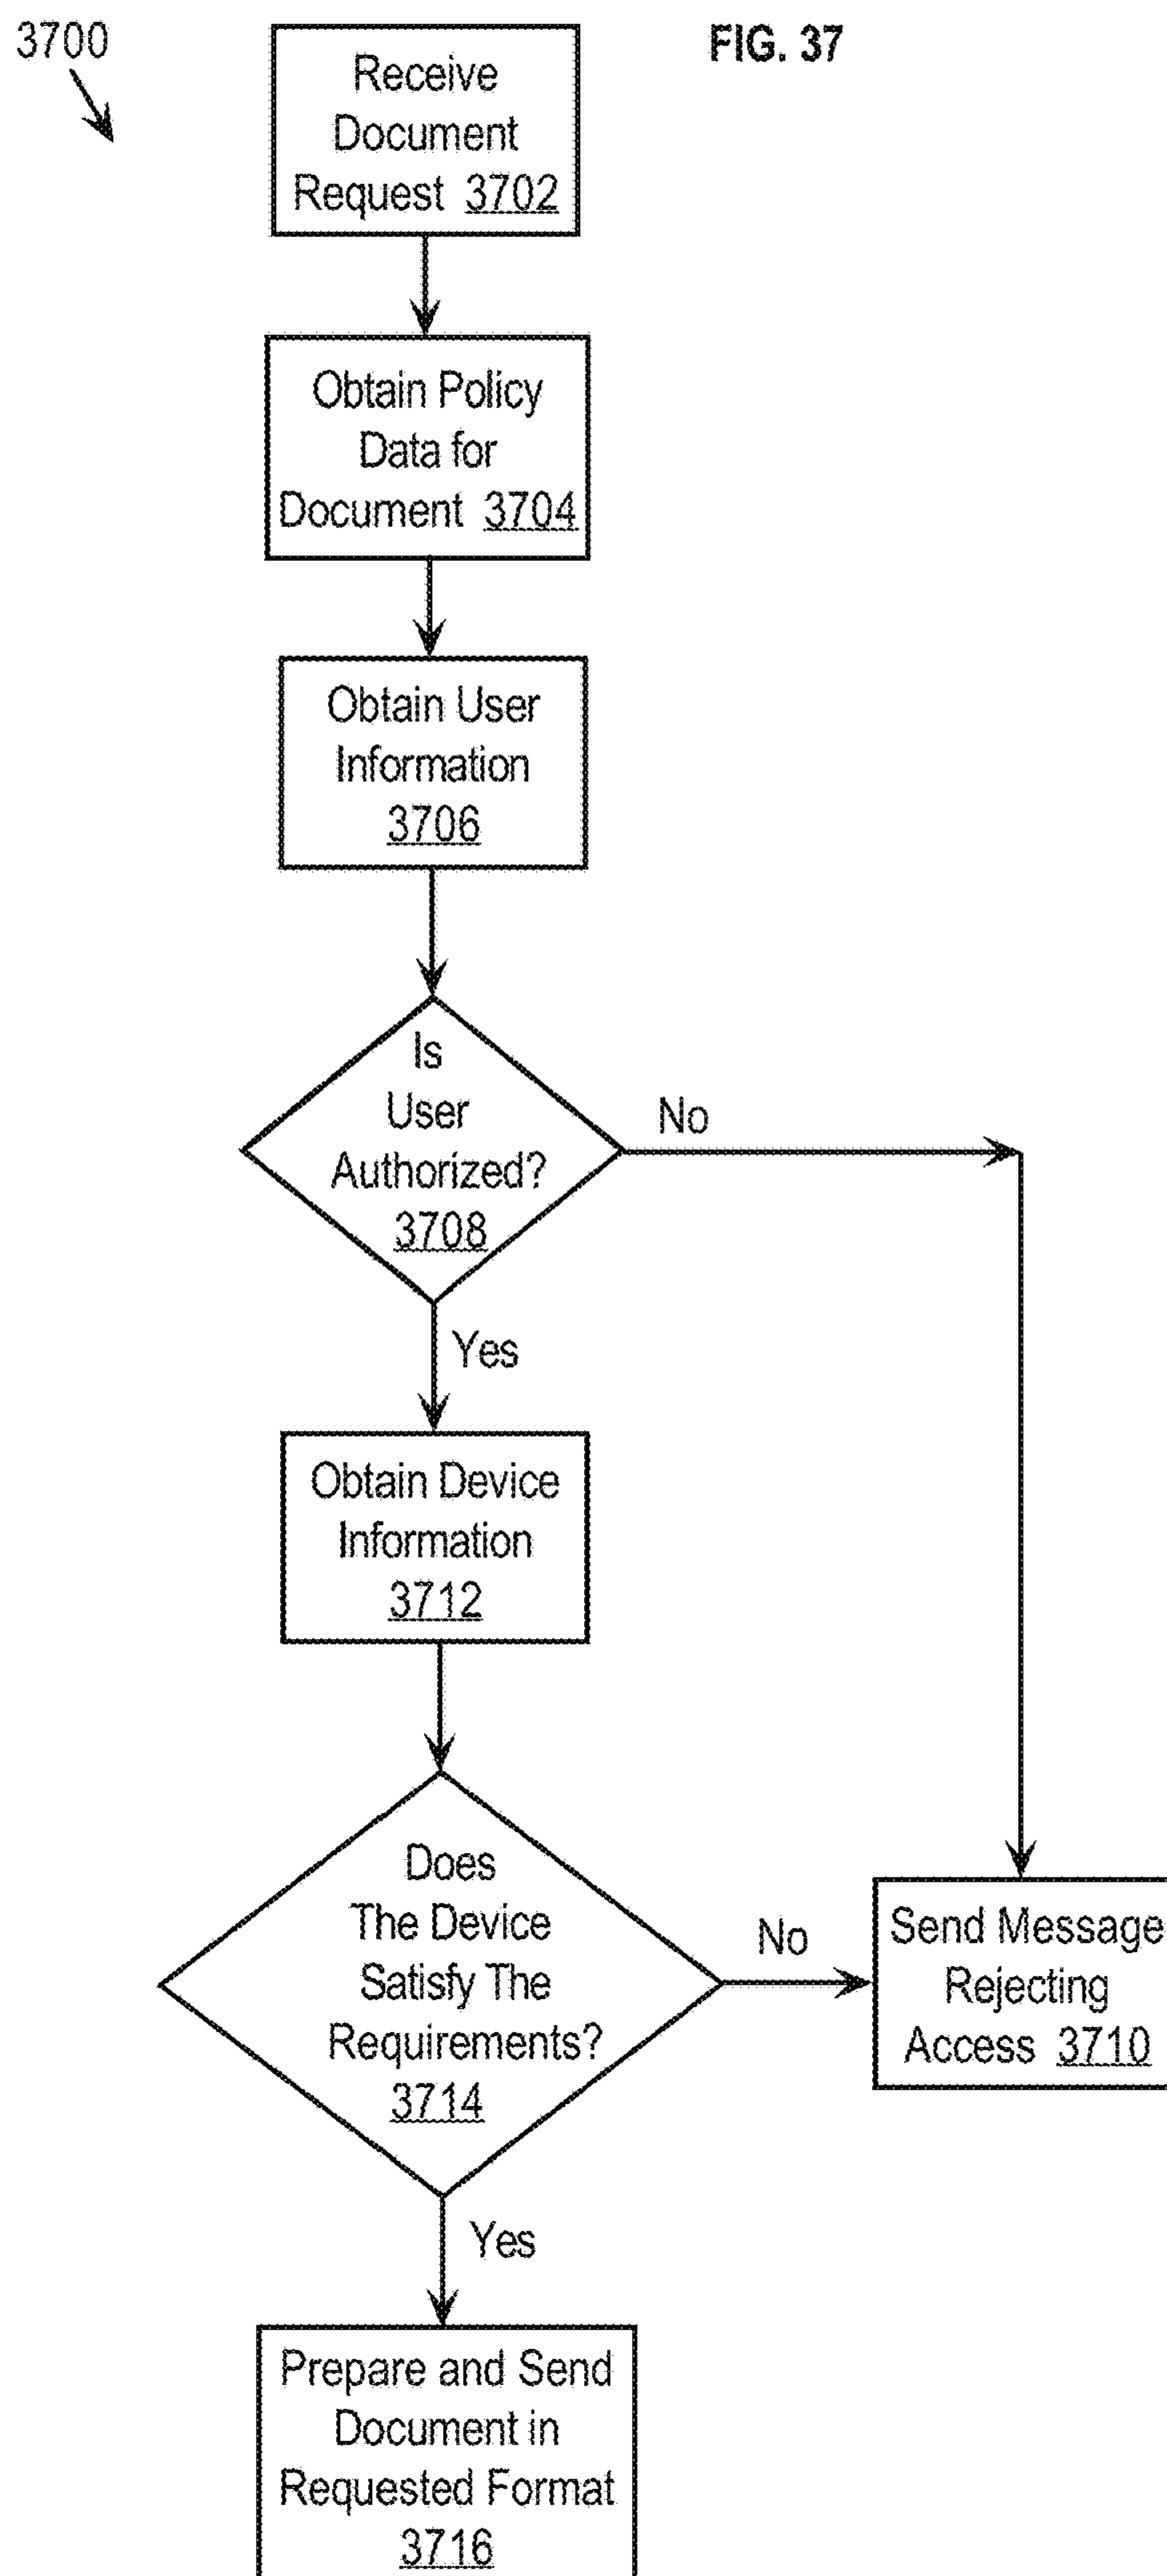 3700
FIG. 37
Receive
Document
Request 3702
Obtain Policy
Data for
Document 3704
Obtain User
Information
3706
Is
User
Authorized?
3708
No
Yes
Obtain Device
Information
3712
Does
The Device
Satisfy The
Requirements?
3714
No
Send Message
Rejecting
Access 3710
Yes
Prepare and Send
Document in
Requested Format
3716